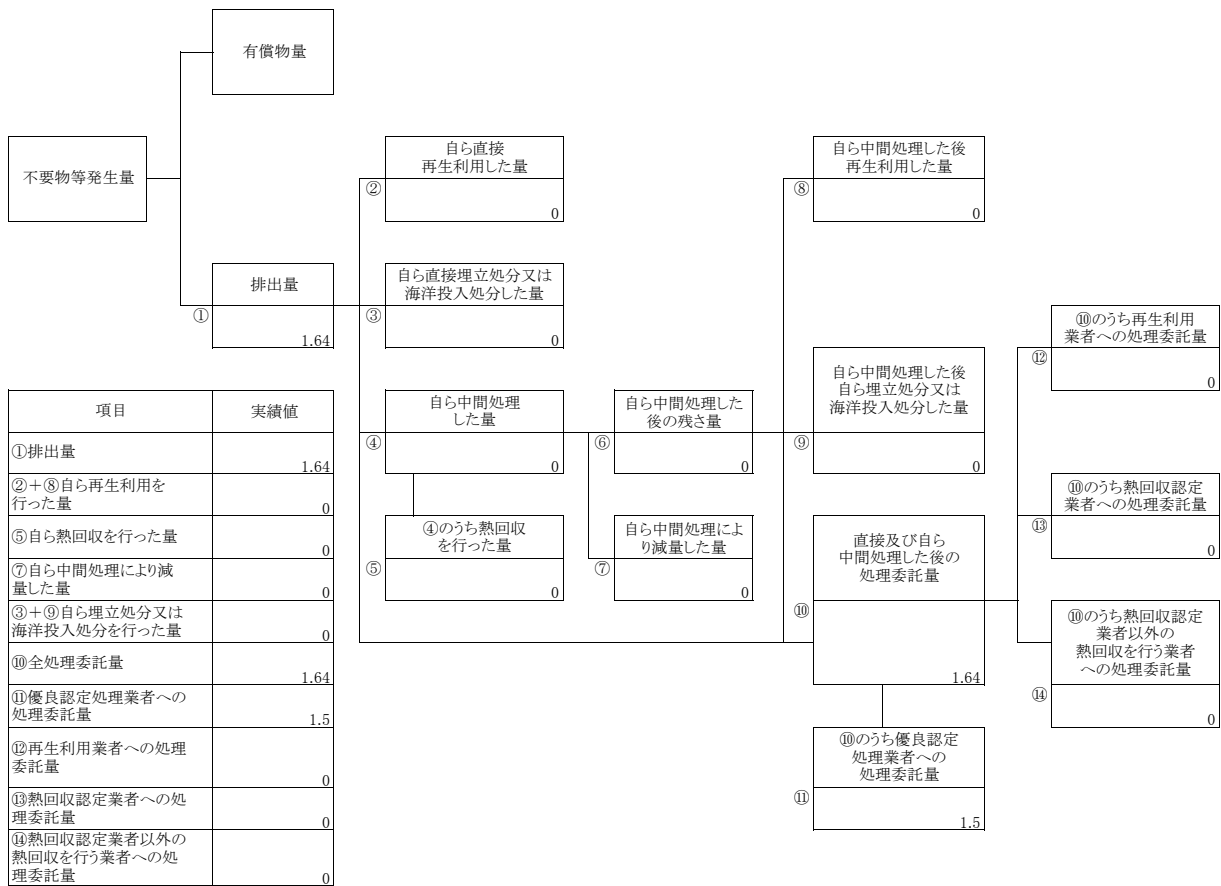 有償物量
不要物等発生量
排出量
①
1.64
自ら直接
再生利用した量
②
0
自ら直接埋立処分又は
海洋投入処分した量
③
0
自ら中間処理
した量
④
0
④のうち熱回収
を行った量
⑤
0
自ら中間処理した
後の残さ量
⑥
0
自ら中間処理によ
り減量した量
⑦
0
自ら中間処理した後
再生利用した量
⑧
0
自ら中間処理した後
自ら埋立処分又は
海洋投入処分した量
⑨
0
直接及び自ら
中間処理した後の
処理委託量
⑩
1.64
⑩のうち優良認定
処理業者への
処理委託量
⑪
1.5
⑩のうち再生利用
業者への処理委託量
⑫
0
⑩のうち熱回収認定
業者への処理委託量
⑬
0
⑩のうち熱回収認定
業者以外の
熱回収を行う業者
への処理委託量
⑭
0
項目 実績値
①排出量
1.64
②＋⑧自ら再生利用を
行った量
0
⑤自ら熱回収を行った量
0
⑦自ら中間処理により減
量した量
0
③＋⑨自ら埋立処分又は
海洋投入処分を行った量
0
⑩全処理委託量
1.64
⑪優良認定処理業者への
処理委託量
1.5
⑫再生利用業者への処理
委託量
0
⑬熱回収認定業者への処
理委託量
0
⑭熱回収認定業者以外の
熱回収を行う業者への処
理委託量
0